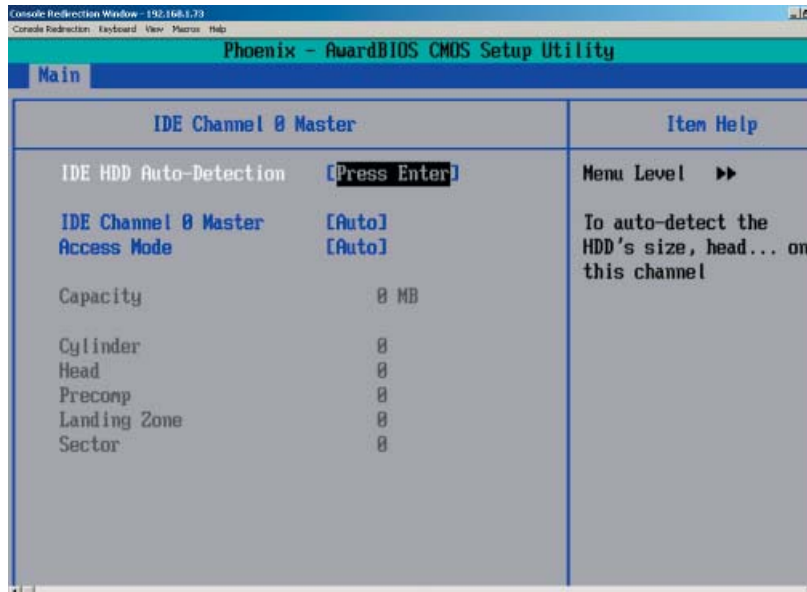 Console Redirection Window - 192.168.1.73
Console Redirection Keyboard View Macros Help
Phoenix - AwardBIOS CMOS Setup Utility
Main
IDE Channel 0 Master
Item Help
IDE HDD Auto-Detection [Press Enter]
Menu Level ▶▶
IDE Channel 0 Master [Auto]
To auto-detect the
Access Mode [Auto]
HDD's size, head... on
this channel
Capacity 0 MB
Cylinder 0
Head 0
Precomp 0
Landing Zone 0
Sector 0